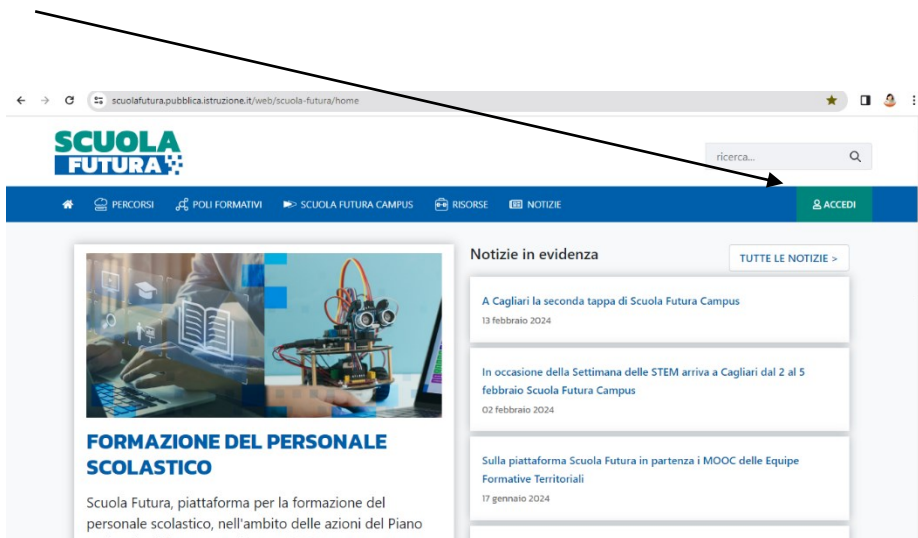 scuolafutura.pubblica.istruzione.it/web/scuola-futura/home
SCUOLA
FUTURA
ricerca...
PERCORSI POLI FORMATIVI SCUOLA FUTURA CAMPUS RISORSE NOTIZIE ACCEDI
Notizie in evidenza
TUTTE LE NOTIZIE >
A Cagliari la seconda tappa di Scuola Futura Campus
13 febbraio 2024
In occasione della Settimana delle STEM arriva a Cagliari dal 2 al 5
febbraio Scuola Futura Campus
02 febbraio 2024
FORMAZIONE DEL PERSONALE
SCOLASTICO
Sulla piattaforma Scuola Futura in partenza i MOOC delle Equipe
Formative Territoriali
17 gennaio 2024
Scuola Futura, piattaforma per la formazione del
personale scolastico, nell'ambito delle azioni del Piano